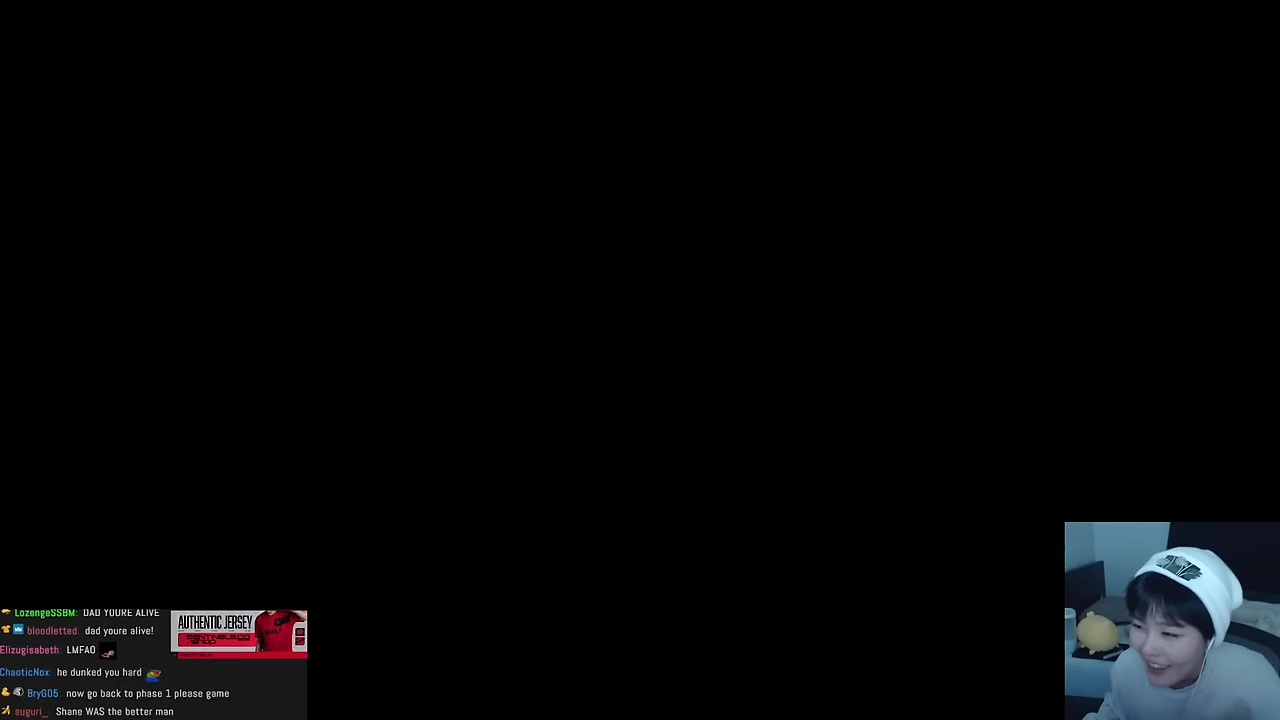 LozengeSSBM: DAD YOURE ALIVE
bloodletted: dad youre alive!
Elizugisabeth: LMFAO
ChaoticNox: he dunked you hard
BryG05: now go back to phase 1 please game
suguri_: Shane WAS the better man
AUTHENTIC JERSEY